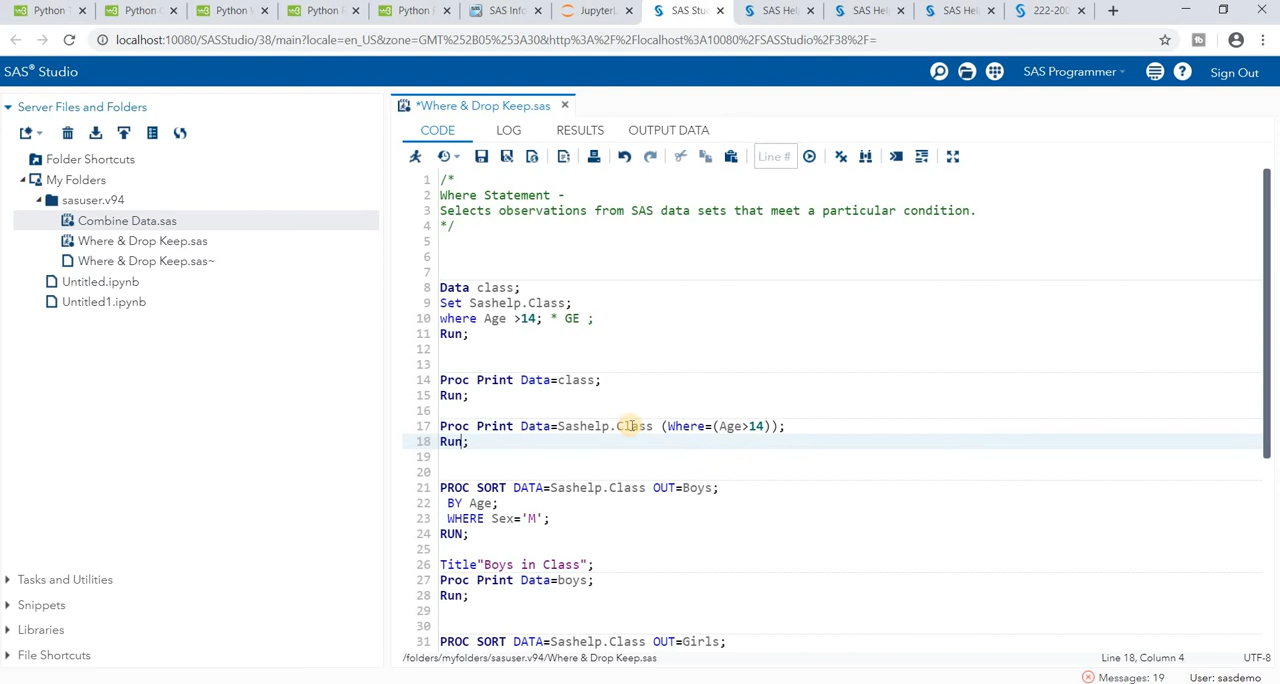 Python T
Python
Python W
Python F
Python F
SAS Info
JupyterL
SAS Stu
SAS Hel
SAS Hel
SAS Hel
222-200
localhost:10080/SASStudio/38/main?locale=en_US&zone=GMT%252B05%253A30&http%3A%2F%2Flocalhost%3A10080%2FSASStudio%2F38%2F=
SAS® Studio
SAS Programmer
Sign Out
Server Files and Folders
Folder Shortcuts
My Folders
sasuser.v94
Combine Data.sas
Where & Drop Keep.sas
Where & Drop Keep.sas~
Untitled.ipynb
Untitled1.ipynb
Tasks and Utilities
Snippets
Libraries
File Shortcuts
*Where & Drop Keep.sas
CODE LOG RESULTS OUTPUT DATA
Line #
1 /*
2 Where Statement -
3 Selects observations from SAS data sets that meet a particular condition.
4 */
5
6
7
8 Data class;
9 Set Sashelp.Class;
10 where Age >14; * GE ;
11 Run;
12
13
14 Proc Print Data=class;
15 Run;
16
17 Proc Print Data=Sashelp.Class (Where=(Age>14));
18 Run;
19
20
21 PROC SORT DATA=Sashelp.Class OUT=Boys;
22 BY Age;
23 WHERE Sex='M';
24 RUN;
25
26 Title"Boys in Class";
27 Proc Print Data=boys;
28 Run;
29
30
31 PROC SORT DATA=Sashelp.Class OUT=Girls;
/folders/myfolders/sasuser.v94/Where & Drop Keep.sas
Line 18, Column 4
UTF-8
Messages: 19
User: sasdemo